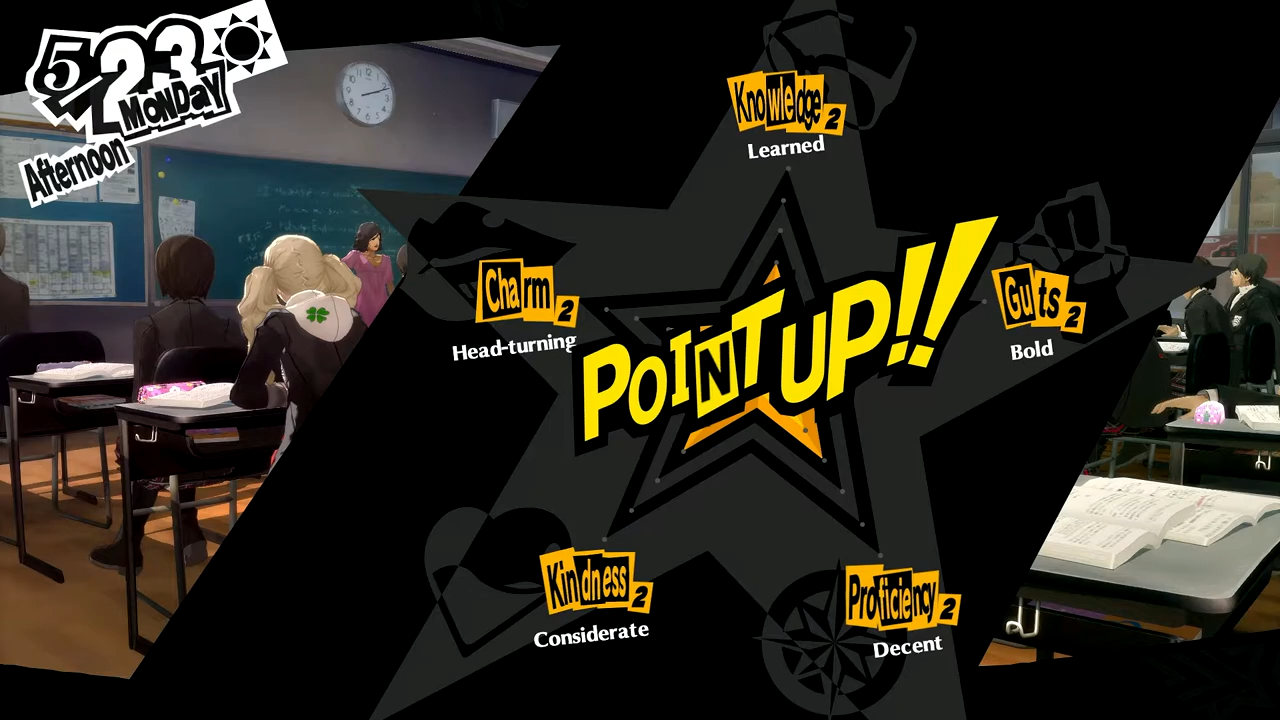 5/23
MONDAY
Afternoon
Knowledge 2
Learned
Charm 2
Head-turning
POINT UP!!
Guts 2
Bold
Kindness 2
Considerate
Proficiency 2
Decent